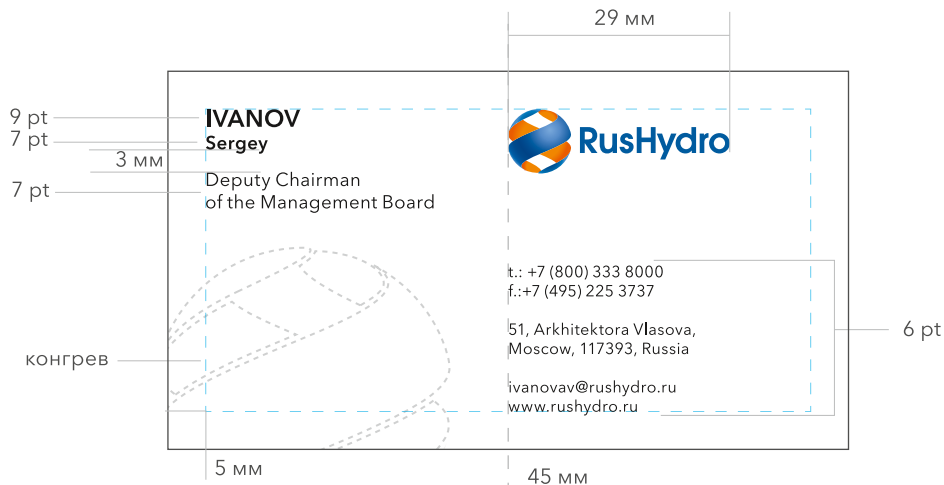 29 мм
9 pt
IVANOV
7 pt
Sergey
RusHydro
3 мм
7 pt
Deputy Chairman
of the Management Board
t.: +7 (800) 333 8000
f.:+7 (495) 225 3737
51, Arkhitektora Vlasova,
Moscow, 117393, Russia
6 pt
конгрев
ivanovav@rushydro.ru
www.rushydro.ru
5 мм
45 мм